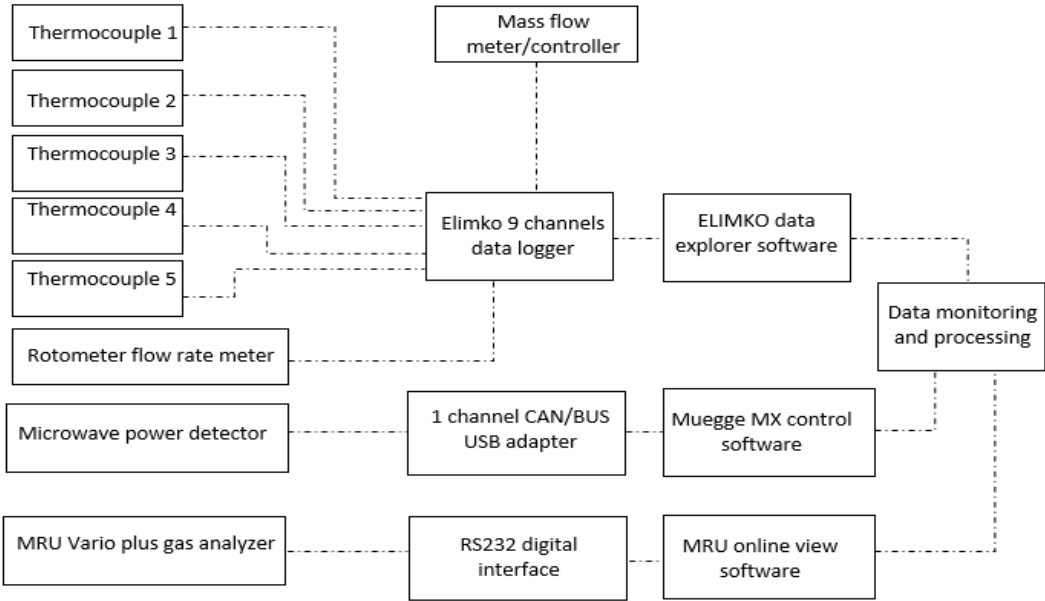 Thermocouple 1
Mass flow
meter/controller
Thermocouple 2
Thermocouple 3
Thermocouple 4
Thermocouple 5
Elimko 9 channels
data logger
ELIMKO data
explorer software
Data monitoring
and processing
Rotometer flow rate meter
Microwave power detector
1 channel CAN/BUS
USB adapter
Muegge MX control
software
MRU Vario plus gas analyzer
RS232 digital
interface
MRU online view
software